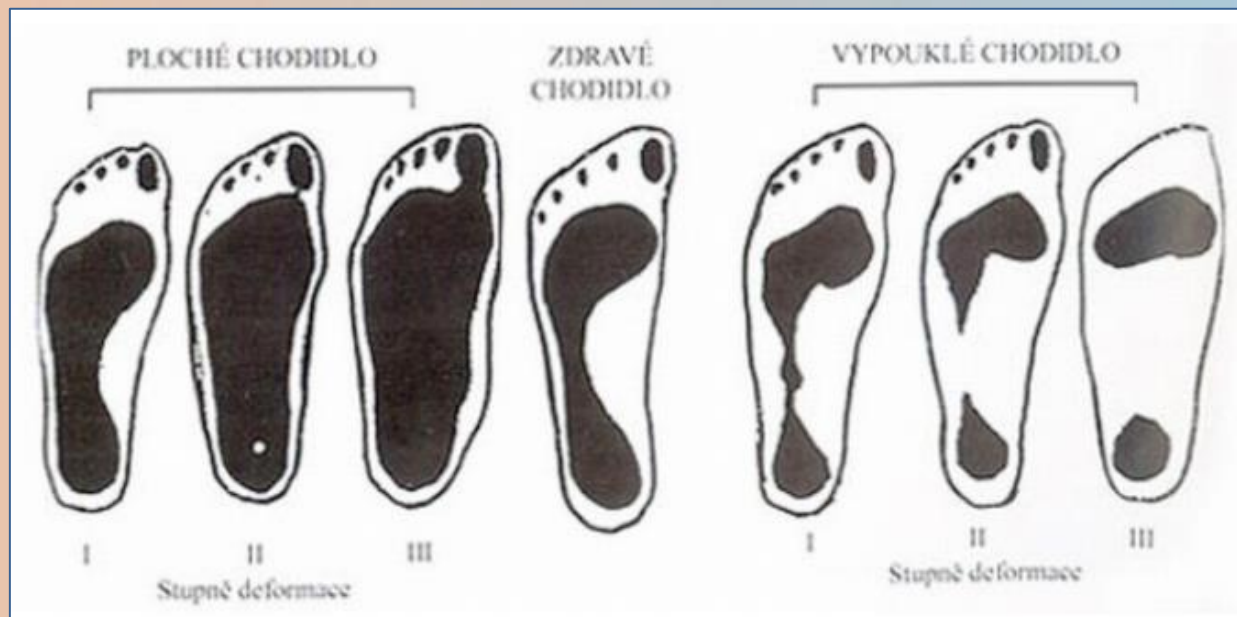 PLOCHÉ CHODIDLO
ZDRAVÉ
CHODIDLO
VYPOUKLÉ CHODIDLO
I
II
III
Stupně deformace
I
II
III
Stupně deformace